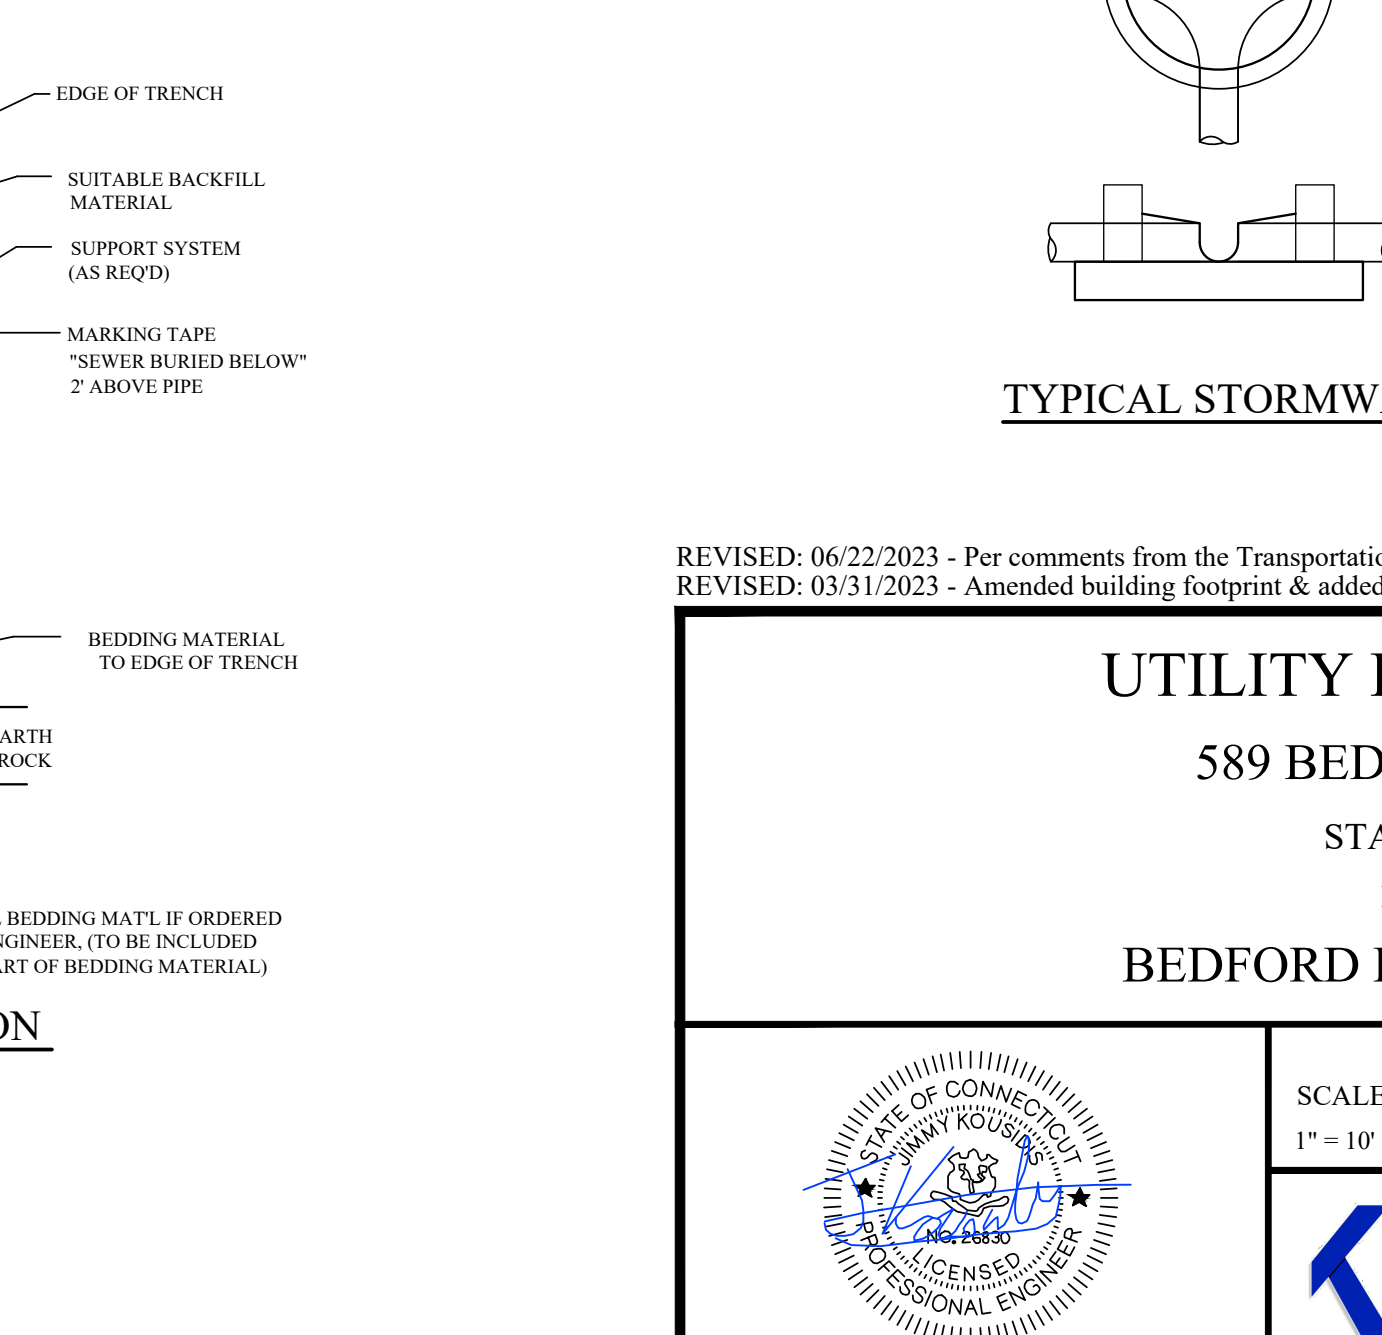 EDGE OF TRENCH
SUITABLE BACKFILL
MATERIAL
SUPPORT SYSTEM
(AS REQ'D)
MARKING TAPE
"SEWER BURIED BELOW"
2' ABOVE PIPE
BEDDING MATERIAL
TO EDGE OF TRENCH
ARTH
ROCK
BEDDING MAT'L IF ORDERED
NGINEER, (TO BE INCLUDED
ART OF BEDDING MATERIAL)
ON
TYPICAL STORMWA
REVISED: 06/22/2023 - Per comments from the Transportatio
REVISED: 03/31/2023 - Amended building footprint & added
UTILITY
589 BED
STA
BEDFORD
STATE OF CONNECTICUT
JIMMY KOUSIDIS
NO. 26830
LICENSED
PROFESSIONAL ENGINEER
SCALE
1" = 10'